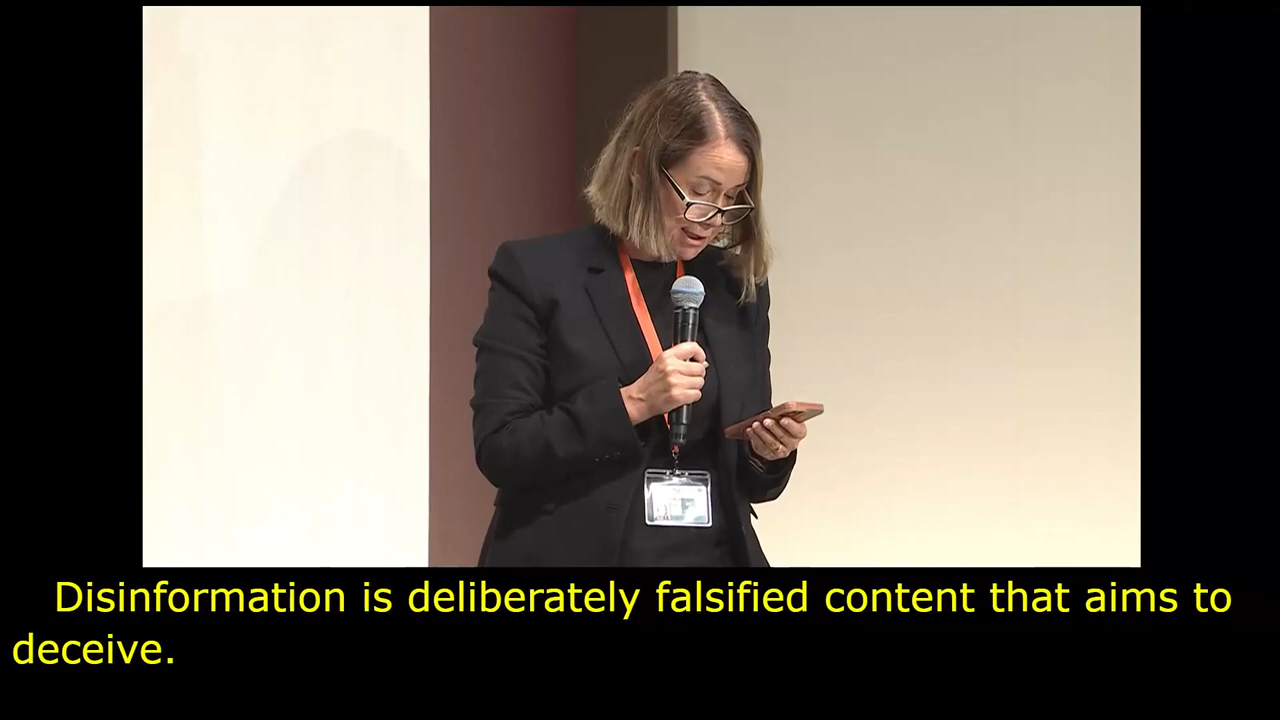 Disinformation is deliberately falsified content that aims to
deceive.